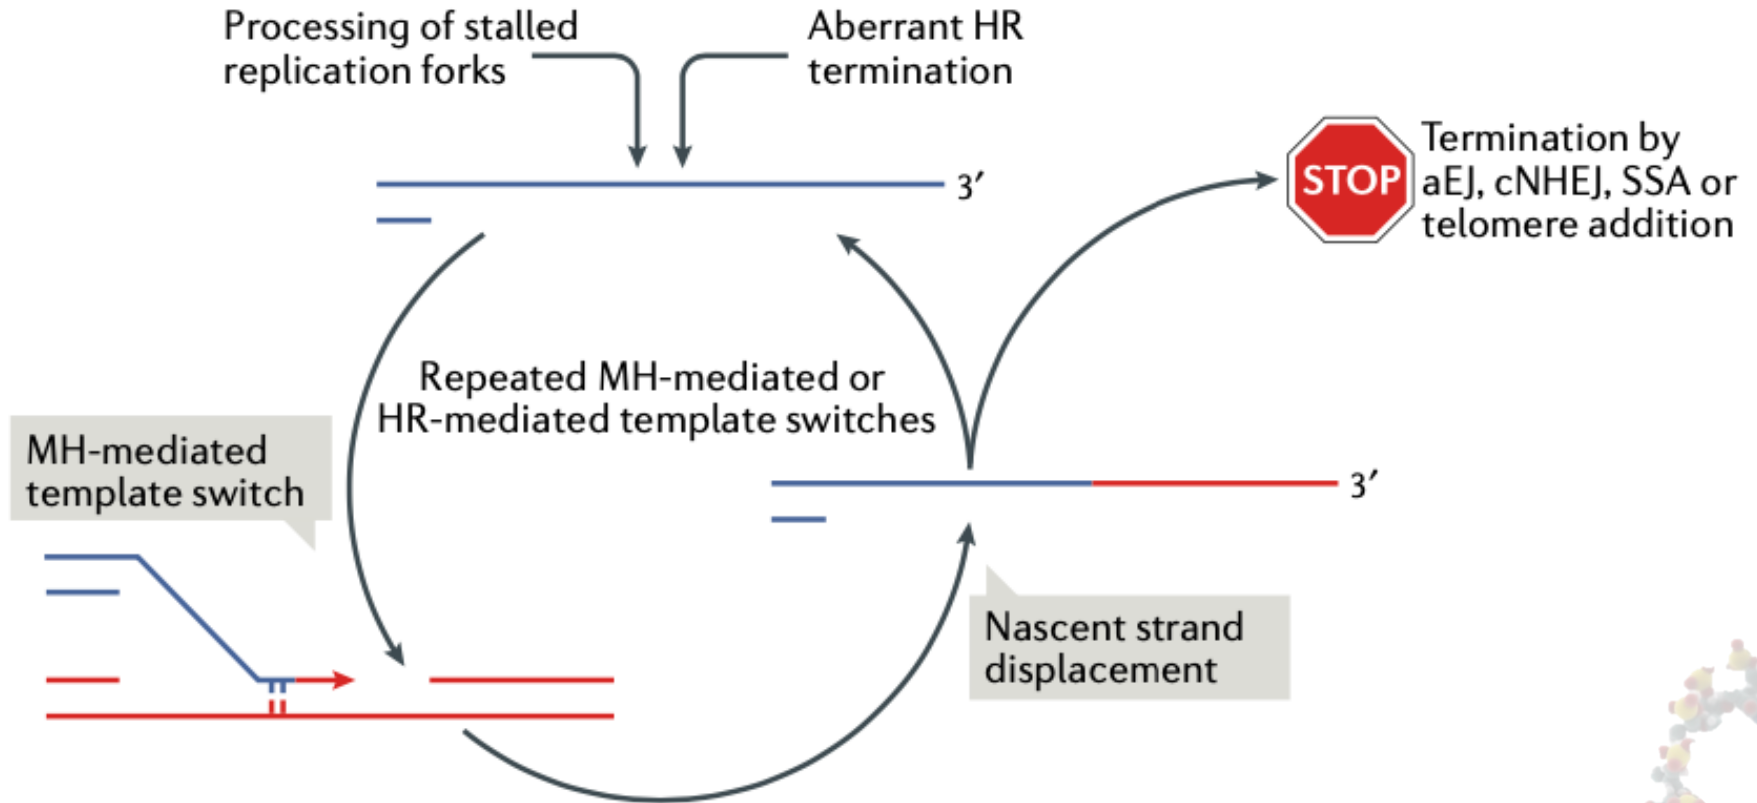 Processing of stalled
replication forks
Aberrant HR
termination
3′
STOP
Termination by
aEJ, cNHEJ, SSA or
telomere addition
Repeated MH-mediated or
HR-mediated template switches
MH-mediated
template switch
3′
Nascent strand
displacement